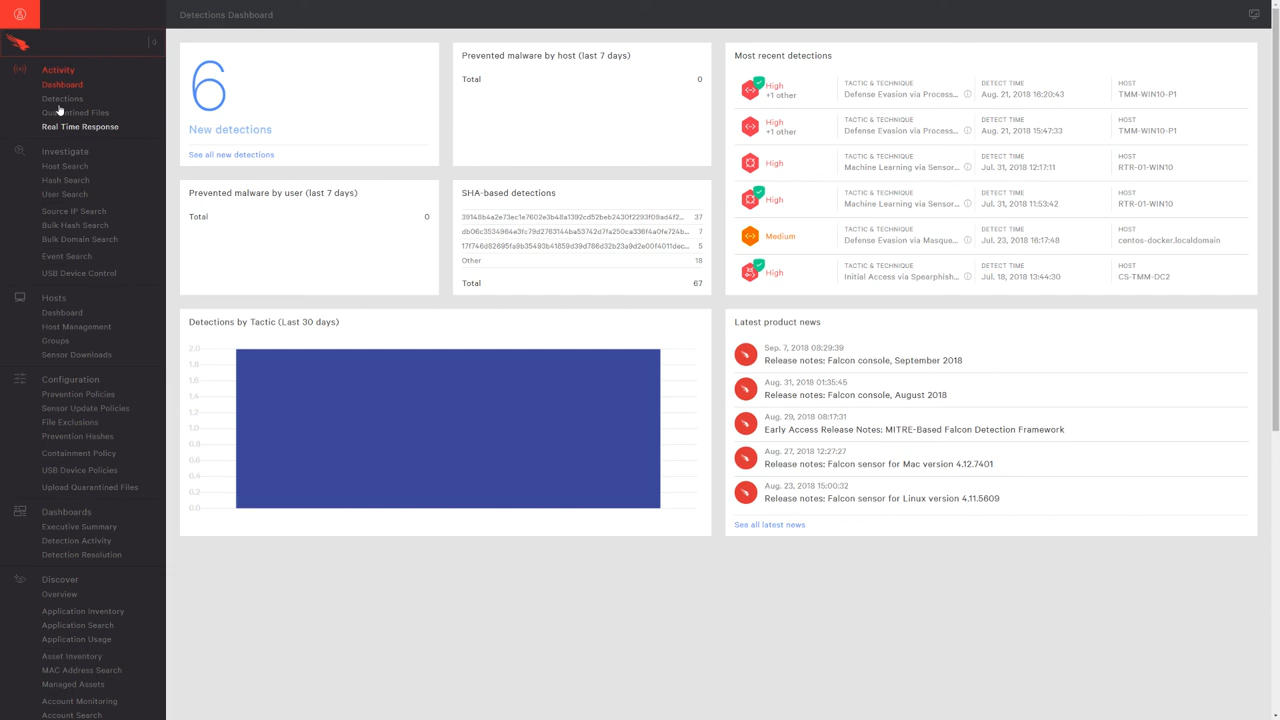 Detections Dashboard
Activity
Dashboard
Detections
Quarantined Files
Real Time Response
Investigate
Host Search
Hash Search
User Search
Source IP Search
Bulk Hash Search
Bulk Domain Search
Event Search
USB Device Control
Hosts
Dashboard
Host Management
Groups
Sensor Downloads
Configuration
Prevention Policies
Sensor Update Policies
File Exclusions
Prevention Hashes
Containment Policy
USB Device Policies
Upload Quarantined Files
Dashboards
Executive Summary
Detection Activity
Detection Resolution
Discover
Overview
Application Inventory
Application Search
Application Usage
Asset Inventory
MAC Address Search
Managed Assets
Account Monitoring
Account Search
6
New detections
See all new detections
Prevented malware by host (last 7 days)
Total 0
Prevented malware by user (last 7 days)
Total 0
SHA-based detections
39148b4a2e73ec1e7602e3b48a1392cd52beb2430f2293f09ad4f2... 37
db06c3534964e3fc79d2763144ba53742d7fa250ca336f4a0fe724b... 7
17f746d82695fa9b35493b41859d39d786d32b23a9d2e00f4011dec... 5
Other 18
Total 67
Most recent detections
High +1 other TACTIC & TECHNIQUE Defense Evasion via Process... DETECT TIME Aug. 21, 2018 16:20:43 HOST TMM-WIN10-P1
High +1 other TACTIC & TECHNIQUE Defense Evasion via Process... DETECT TIME Aug. 21, 2018 15:47:33 HOST TMM-WIN10-P1
High TACTIC & TECHNIQUE Machine Learning via Sensor... DETECT TIME Jul. 31, 2018 12:17:11 HOST RTR-01-WIN10
High TACTIC & TECHNIQUE Machine Learning via Sensor... DETECT TIME Jul. 31, 2018 11:53:42 HOST RTR-01-WIN10
Medium TACTIC & TECHNIQUE Defense Evasion via Masque... DETECT TIME Jul. 23, 2018 16:17:48 HOST centos-docker.localdomain
High TACTIC & TECHNIQUE Initial Access via Spearphish... DETECT TIME Jul. 18, 2018 13:44:30 HOST CS-TMM-DC2
Detections by Tactic (Last 30 days)
2.0
1.8
1.6
1.4
1.2
1.0
0.8
0.6
0.4
0.2
0.0
Latest product news
Sep. 7, 2018 08:29:39
Release notes: Falcon console, September 2018
Aug. 31, 2018 01:35:45
Release notes: Falcon console, August 2018
Aug. 29, 2018 08:17:31
Early Access Release Notes: MITRE-Based Falcon Detection Framework
Aug. 27, 2018 12:27:27
Release notes: Falcon sensor for Mac version 4.12.7401
Aug. 23, 2018 15:00:32
Release notes: Falcon sensor for Linux version 4.11.5609
See all latest news